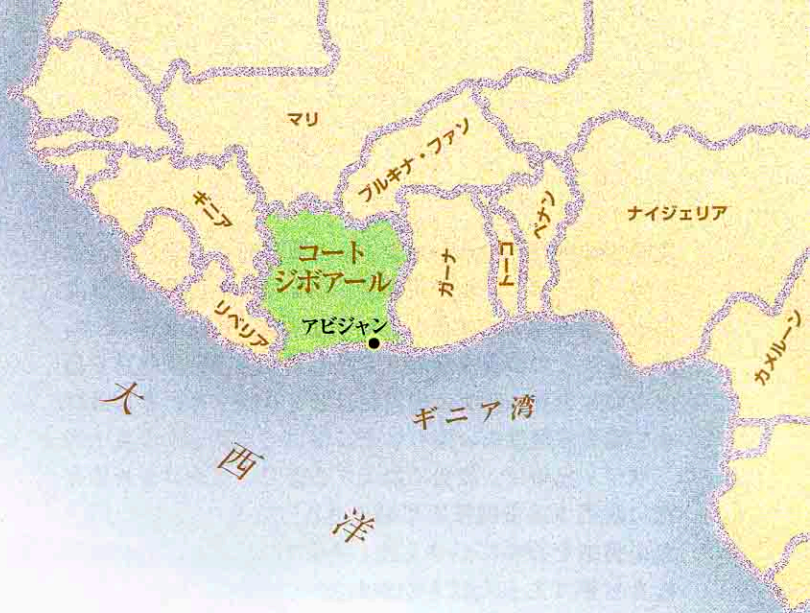 マリ
ブルキナ・ファソ
ギニア
ナイジェリア
ベナン
コート
ジボアール
ガーナ
トーゴ
リベリア
アビジャン
カメルーン
ギニア湾
大西洋